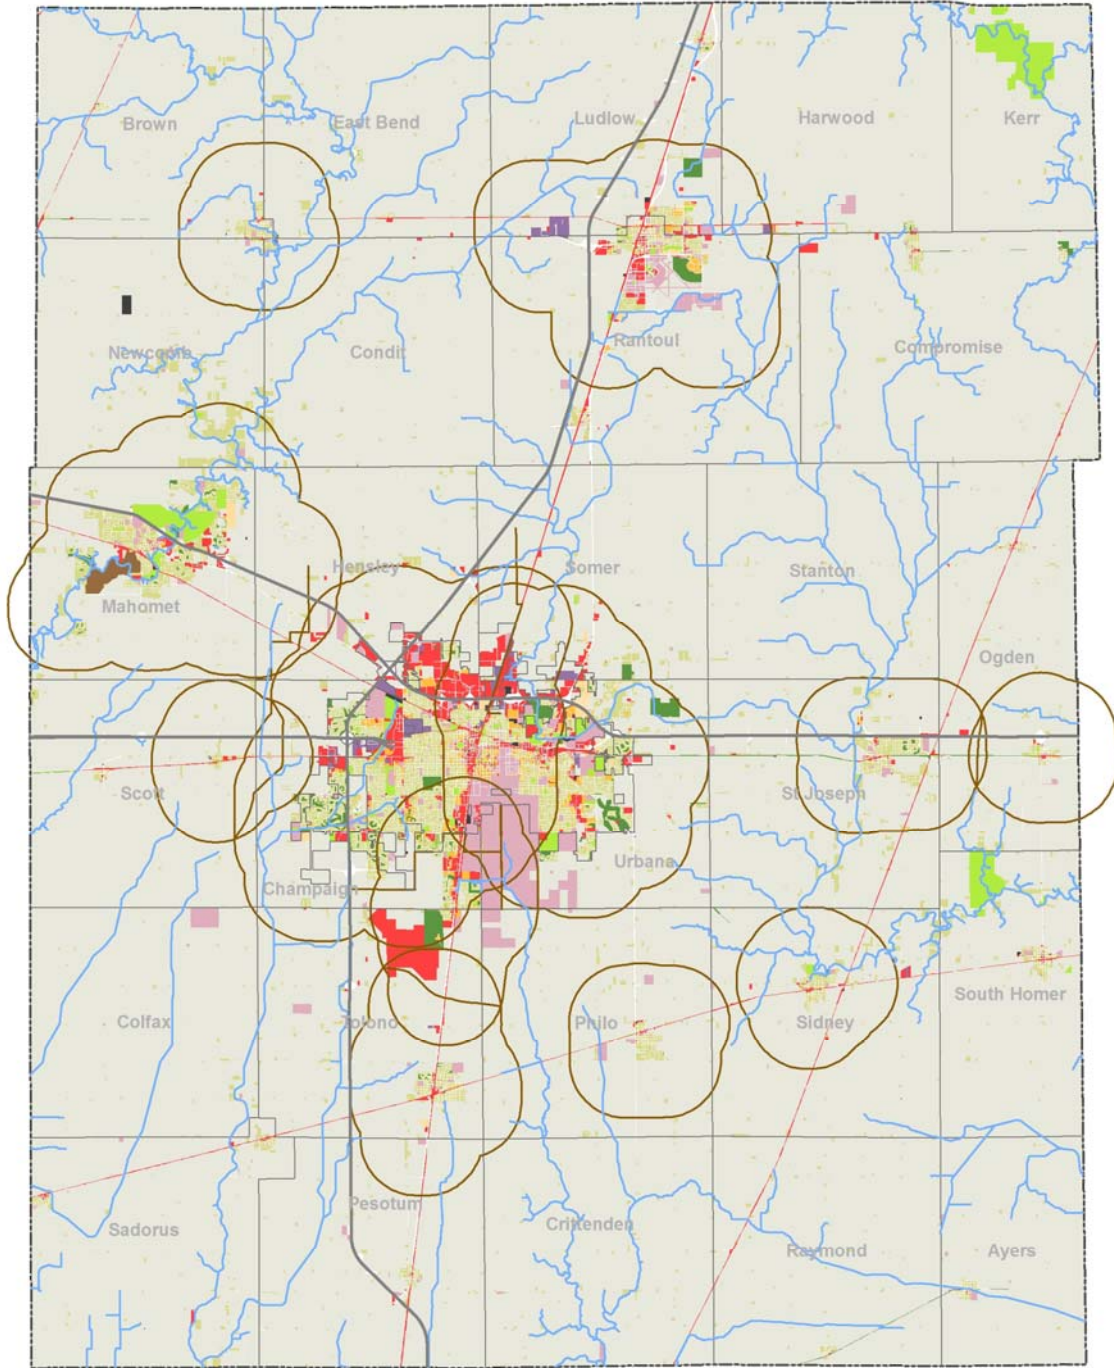 Brown
East Bend
Ludlow
Harwood
Kerr
Newcomb
Condit
Rantoul
Compromise
Mahomet
Hensley
Somer
Stanton
Ogden
Scott
St Joseph
Champaign
Urbana
Colfax
Tolono
Philo
Sidney
South Homer
Sadorus
Pesotum
Crittenden
Raymond
Ayers